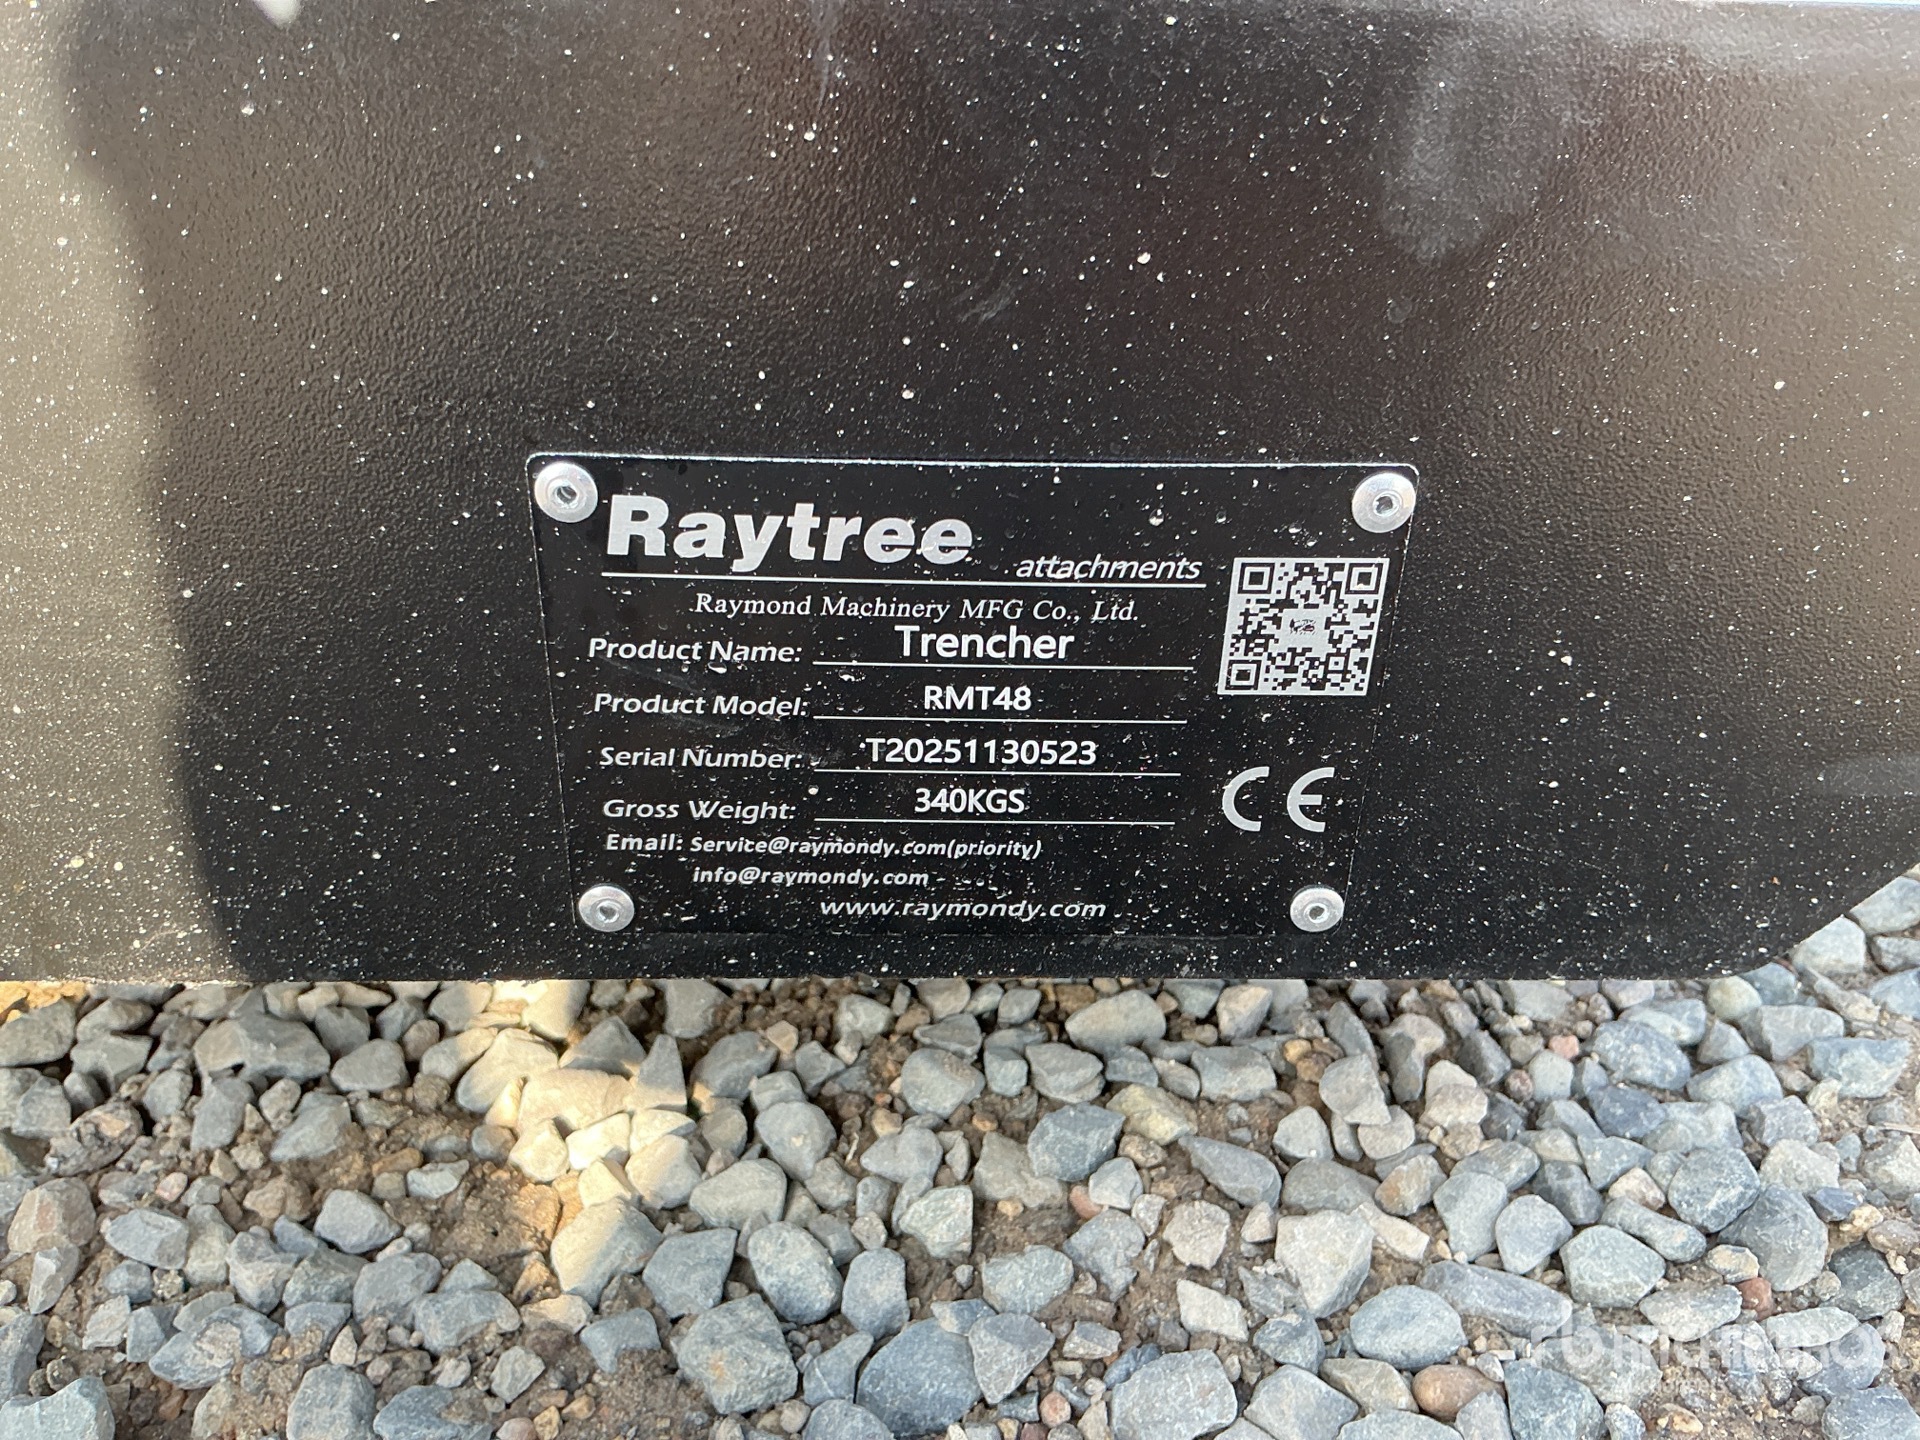 Raytree
attachments
Raymond Machinery MFG Co., Ltd.
Product Name: Trencher
Product Model: RMT48
Serial Number: T20251130523
Gross Weight: 340KGS
Email: Service@raymondy.com(priority)
info@raymondy.com
www.raymondy.com
CE